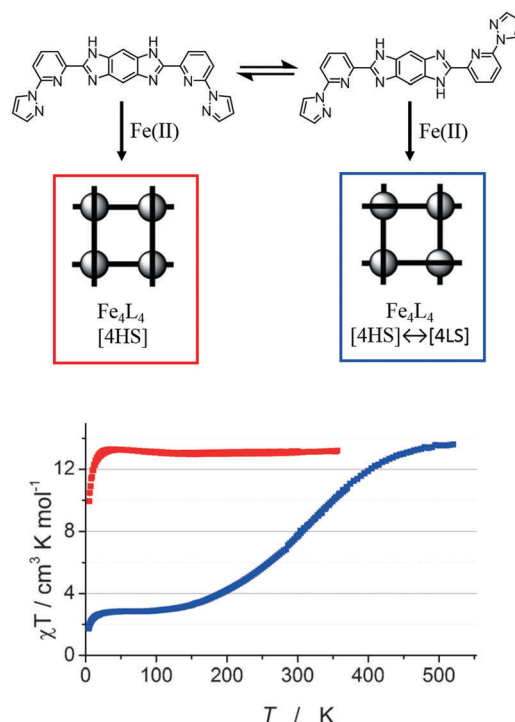 H
N
H
N
N
N
N
N
N
N
N
N
H
N
N
N
N
N
N
N
H
N
N
N
N
Fe(II)
Fe(II)
Fe₄L₄
[4HS]
Fe₄L₄
[4HS]↔[4LS]
12
8
4
0
χT / cm³ K mol⁻¹
0 100 200 300 400 500
T / K